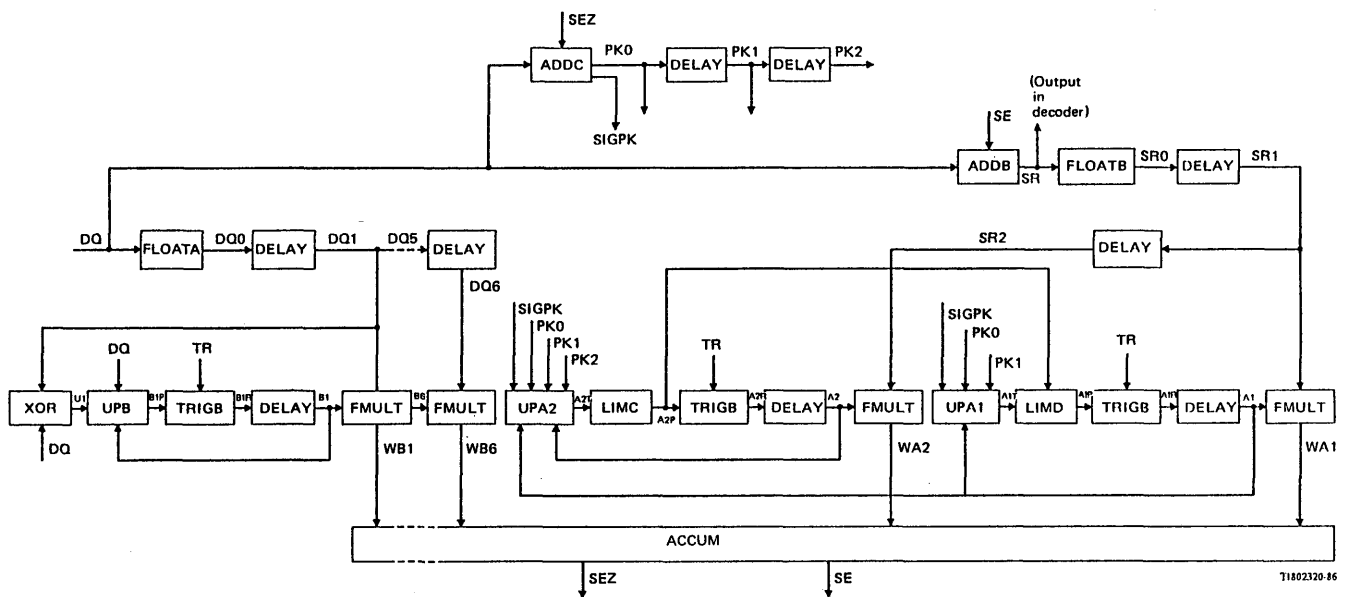 SEZ
PK0
PK1
PK2
ADDC
DELAY
DELAY
SIGPK
(Output
in
decoder)
SE
ADDB
SR
FLOATB
SR0
DELAY
SR1
DQ
FLOATA
DQ0
DELAY
DQ1
DQ5
DELAY
DQ6
SR2
DELAY
SIGPK
PK0
PK1
PK2
TR
SIGPK
PK0
PK1
TR
DQ
TR
XOR
U1
UPB
B1P
TRIGB
B1R
DELAY
B1
FMULT
B6
FMULT
UPA2
A2T
LIMC
A2P
TRIGB
A2R
DELAY
A2
FMULT
UPA1
A1T
LIMD
A1P
TRIGB
A1R
DELAY
A1
FMULT
DQ
WB1
WB6
WA2
WA1
ACCUM
SEZ
SE
T1802320-86